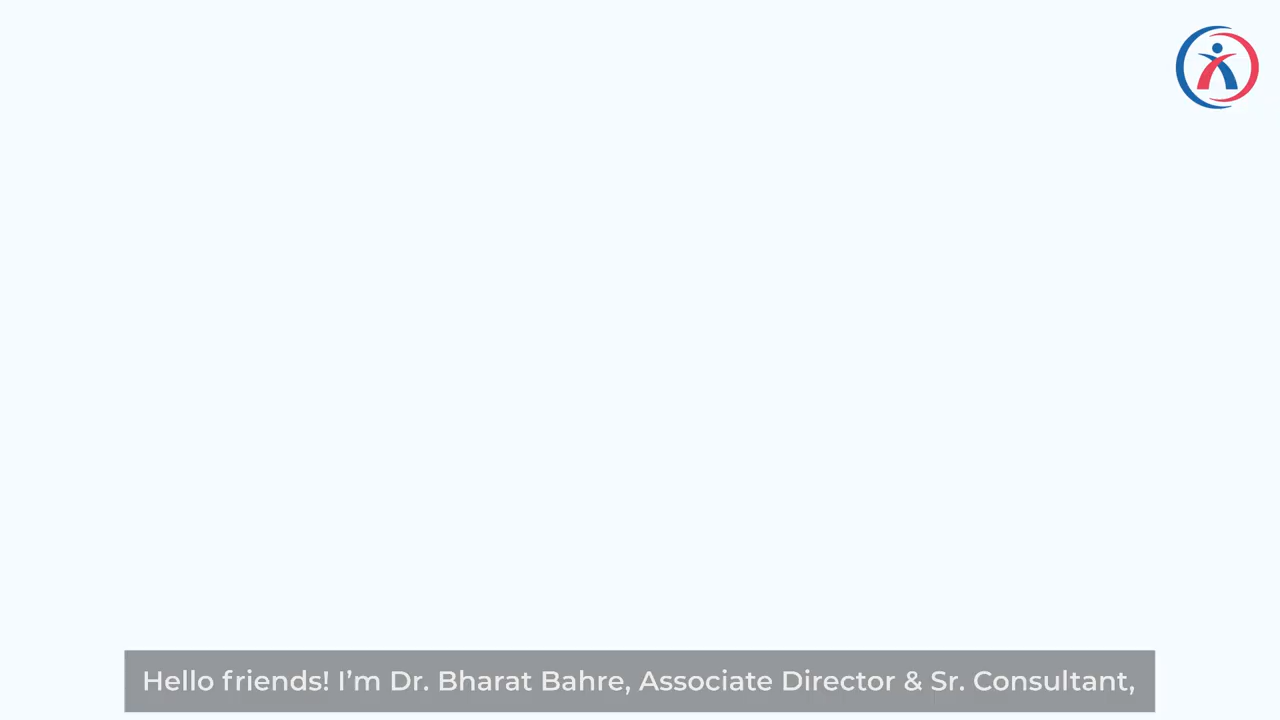 Hello friends! I’m Dr. Bharat Bahre, Associate Director & Sr. Consultant,